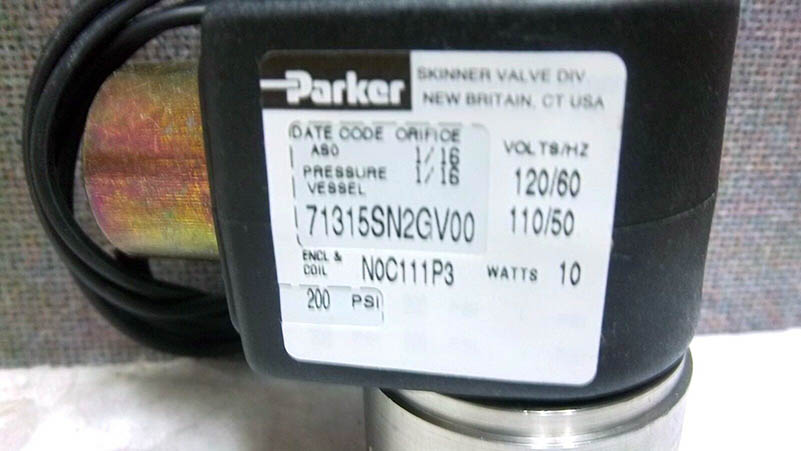 Parker
SKINNER VALVE DIV.
NEW BRITAIN, CT USA
DATE CODE ORIFICE
AS0 1/16
PRESSURE 1/16
VESSEL
71315SN2GV00
VOLTS/HZ
120/60
110/50
ENCL &
COIL N0C111P3 WATTS 10
200 PSI